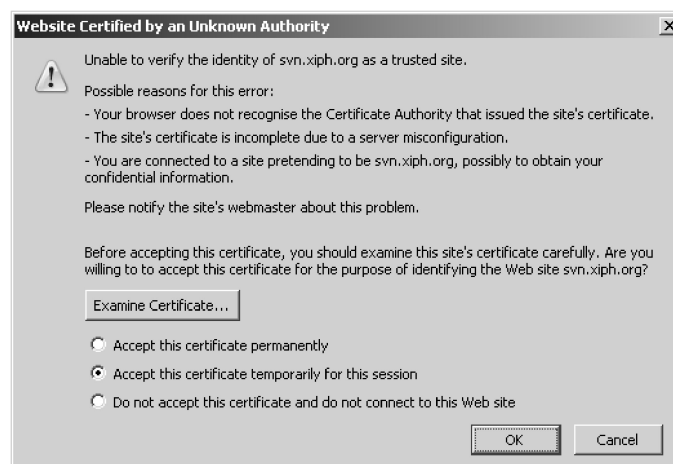 Website Certified by an Unknown Authority
Unable to verify the identity of svn.xiph.org as a trusted site.
Possible reasons for this error:
- Your browser does not recognise the Certificate Authority that issued the site's certificate.
- The site's certificate is incomplete due to a server misconfiguration.
- You are connected to a site pretending to be svn.xiph.org, possibly to obtain your
confidential information.
Please notify the site's webmaster about this problem.
Before accepting this certificate, you should examine this site's certificate carefully. Are you
willing to to accept this certificate for the purpose of identifying the Web site svn.xiph.org?
Examine Certificate...
Accept this certificate permanently
Accept this certificate temporarily for this session
Do not accept this certificate and do not connect to this Web site
OK Cancel